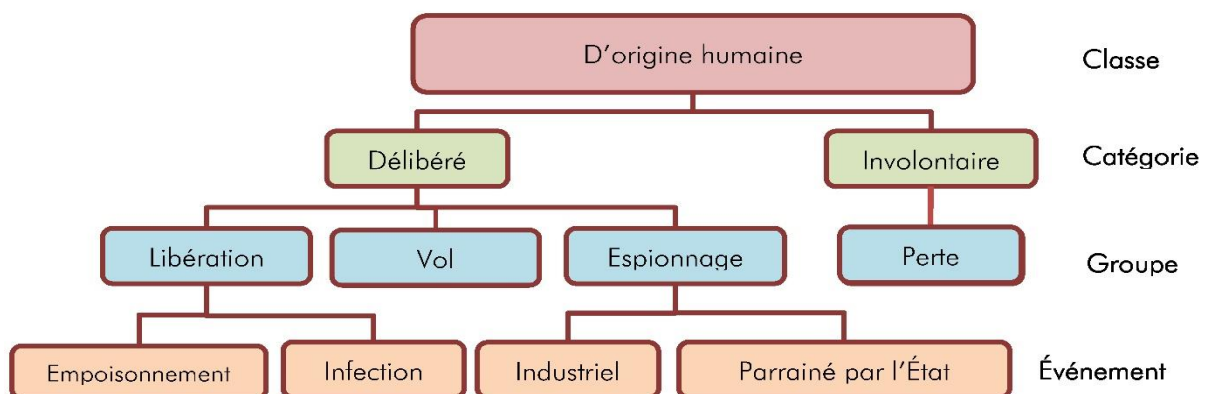 D'origine humaine
Classe
Délibéré
Involontaire
Catégorie
Libération
Vol
Espionnage
Perte
Groupe
Empoisonnement
Infection
Industriel
Parrainé par l'État
Événement